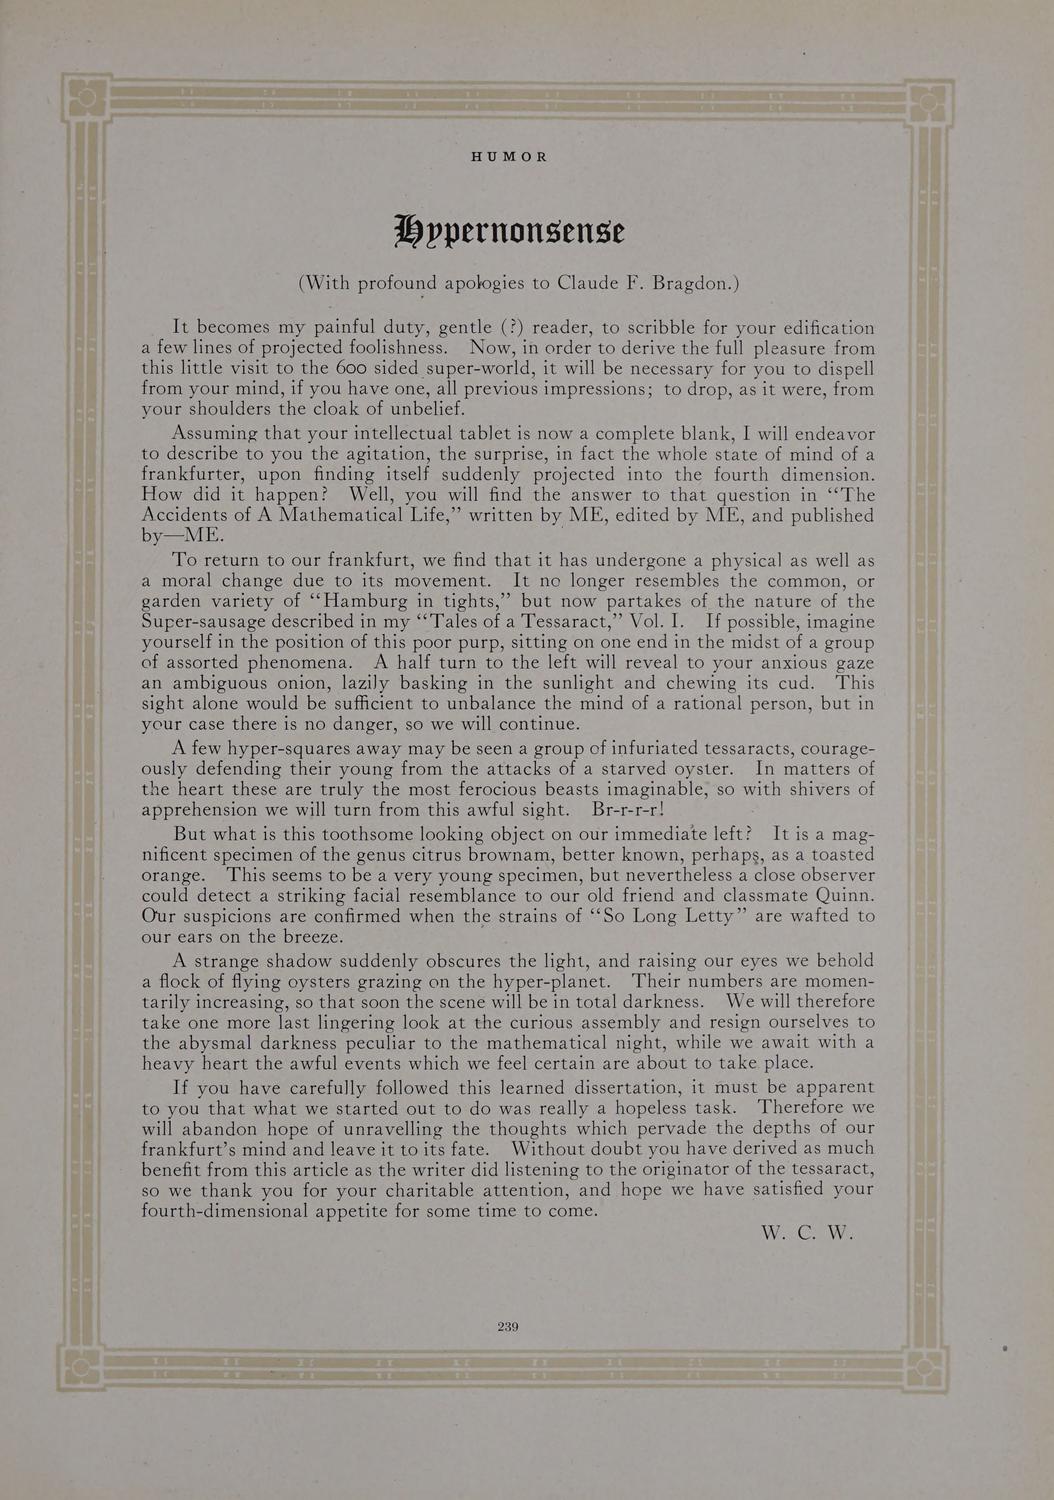 HUMOR
Hypernonsense
(With profound apologies to Claude F. Bragdon.)
It becomes my painful duty, gentle (?) reader, to scribble for your edification
a few lines of projected foolishness. Now, in order to derive the full pleasure from
this little visit to the 600 sided super-world, it will be necessary for you to dispell
from your mind, if you have one, all previous impressions; to drop, as it were, from
your shoulders the cloak of unbelief.
Assuming that your intellectual tablet is now a complete blank, I will endeavor
to describe to you the agitation, the surprise, in fact the whole state of mind of a
frankfurter, upon finding itself suddenly projected into the fourth dimension.
How did it happen? Well, you will find the answer to that question in “The
Accidents of A Mathematical Life,” written by ME, edited by ME, and published
by—ME.
To return to our frankfurt, we find that it has undergone a physical as well as
a moral change due to its movement. It no longer resembles the common, or
garden variety of “Hamburg in tights,” but now partakes of the nature of the
Super-sausage described in my “Tales of a Tessaract,” Vol. I. If possible, imagine
yourself in the position of this poor purp, sitting on one end in the midst of a group
of assorted phenomena. A half turn to the left will reveal to your anxious gaze
an ambiguous onion, lazily basking in the sunlight and chewing its cud. This
sight alone would be sufficient to unbalance the mind of a rational person, but in
your case there is no danger, so we will continue.
A few hyper-squares away may be seen a group of infuriated tessaracts, courage-
ously defending their young from the attacks of a starved oyster. In matters of
the heart these are truly the most ferocious beasts imaginable, so with shivers of
apprehension we will turn from this awful sight. Br-r-r-r!
But what is this toothsome looking object on our immediate left? It is a mag-
nificent specimen of the genus citrus brownam, better known, perhaps, as a toasted
orange. This seems to be a very young specimen, but nevertheless a close observer
could detect a striking facial resemblance to our old friend and classmate Quinn.
Our suspicions are confirmed when the strains of “So Long Letty” are wafted to
our ears on the breeze.
A strange shadow suddenly obscures the light, and raising our eyes we behold
a flock of flying oysters grazing on the hyper-planet. Their numbers are momen-
tarily increasing, so that soon the scene will be in total darkness. We will therefore
take one more last lingering look at the curious assembly and resign ourselves to
the abysmal darkness peculiar to the mathematical night, while we await with a
heavy heart the awful events which we feel certain are about to take place.
If you have carefully followed this learned dissertation, it must be apparent
to you that what we started out to do was really a hopeless task. Therefore we
will abandon hope of unravelling the thoughts which pervade the depths of our
frankfurt’s mind and leave it to its fate. Without doubt you have derived as much
benefit from this article as the writer did listening to the originator of the tessaract,
so we thank you for your charitable attention, and hope we have satisfied your
fourth-dimensional appetite for some time to come.
W. C. W.
239